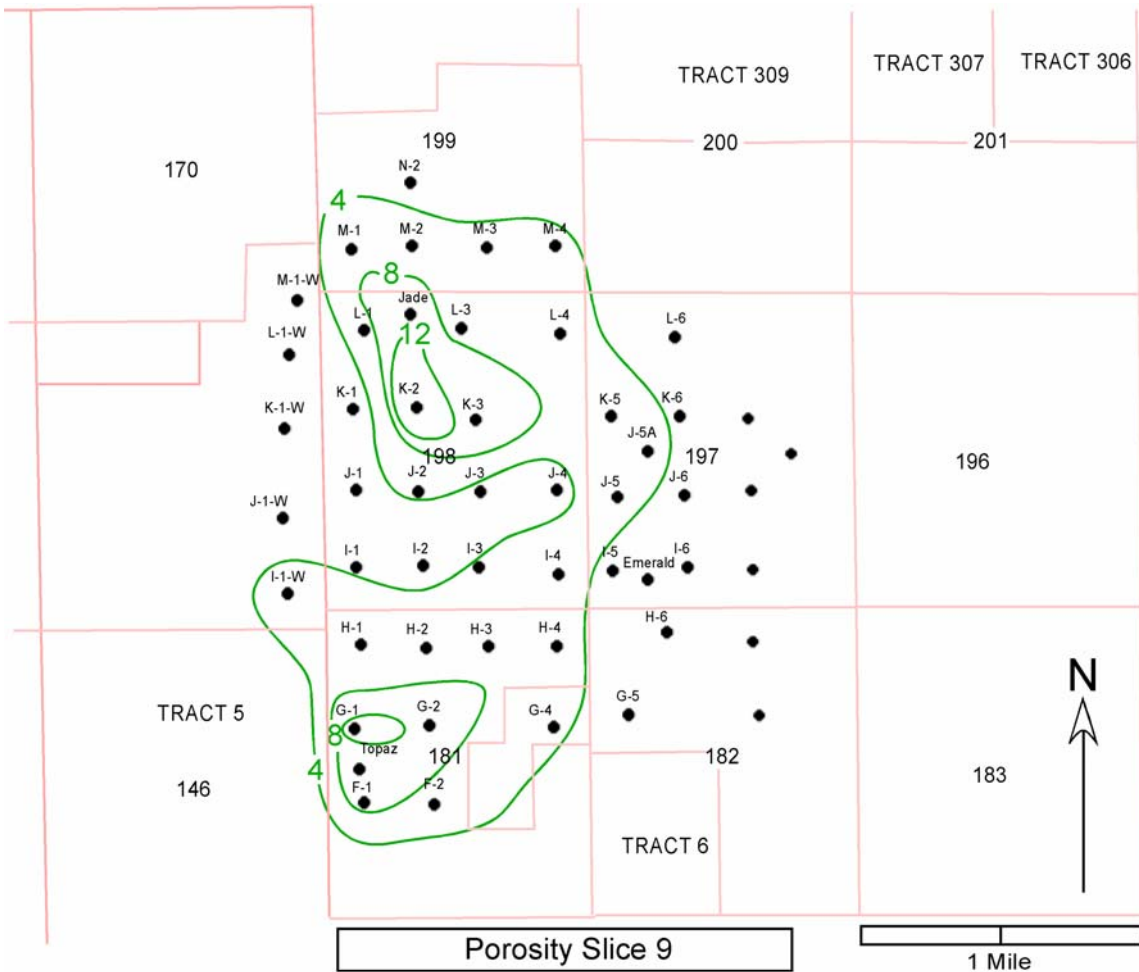 TRACT 309
TRACT 307
TRACT 306
199
200
201
170
N-2
4
M-1
M-2
M-3
M-4
8
M-1-W
Jade
L-1
L-3
L-4
L-6
12
L-1-W
K-1
K-2
K-3
K-5
K-6
K-1-W
J-5A
198
197
196
J-1
J-2
J-3
J-4
J-5
J-6
J-1-W
I-1
I-2
I-3
I-4
I-5
Emerald
I-6
I-1-W
H-1
H-2
H-3
H-4
H-6
TRACT 5
G-1
G-2
G-4
G-5
8
Topaz
181
182
183
4
146
F-1
F-2
TRACT 6
N
Porosity Slice 9
1 Mile